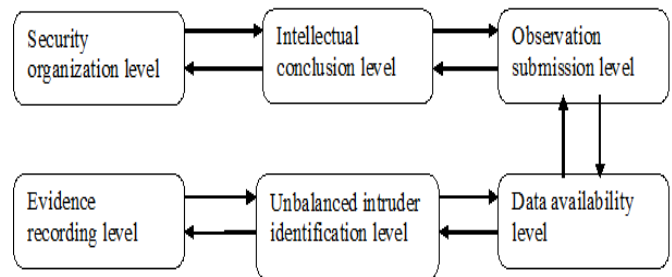 Security
organization level
Intellectual
conclusion level
Observation
submission level
Evidence
recording level
Unbalanced intruder
identification level
Data availability
level